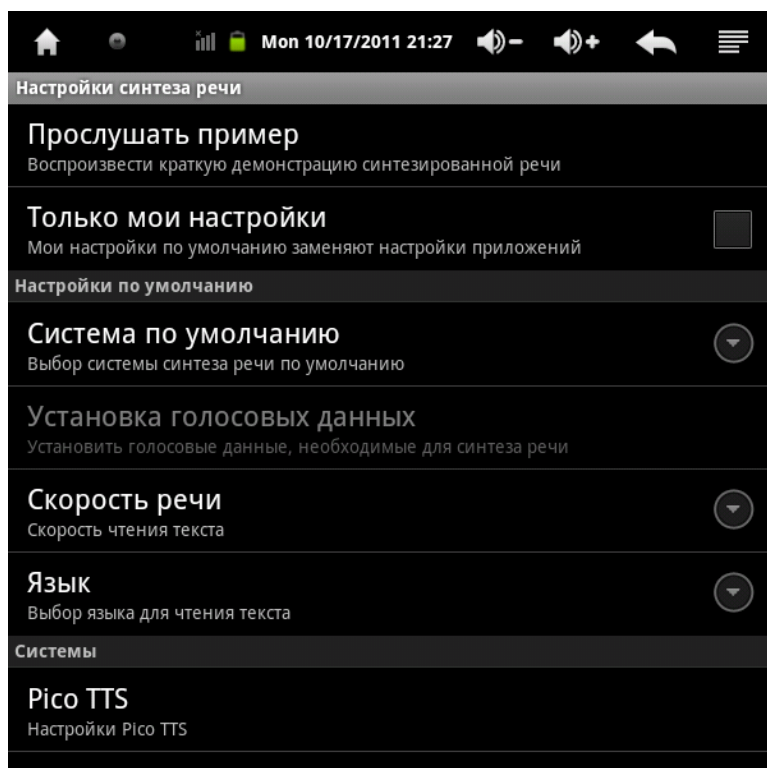 Mon 10/17/2011 21:27
Настройки синтеза речи
Прослушать пример
Воспроизвести краткую демонстрацию синтезированной речи
Только мои настройки
Мои настройки по умолчанию заменяют настройки приложений
Настройки по умолчанию
Система по умолчанию
Выбор системы синтеза речи по умолчанию
Установка голосовых данных
Установить голосовые данные, необходимые для синтеза речи
Скорость речи
Скорость чтения текста
Язык
Выбор языка для чтения текста
Системы
Pico TTS
Настройки Pico TTS